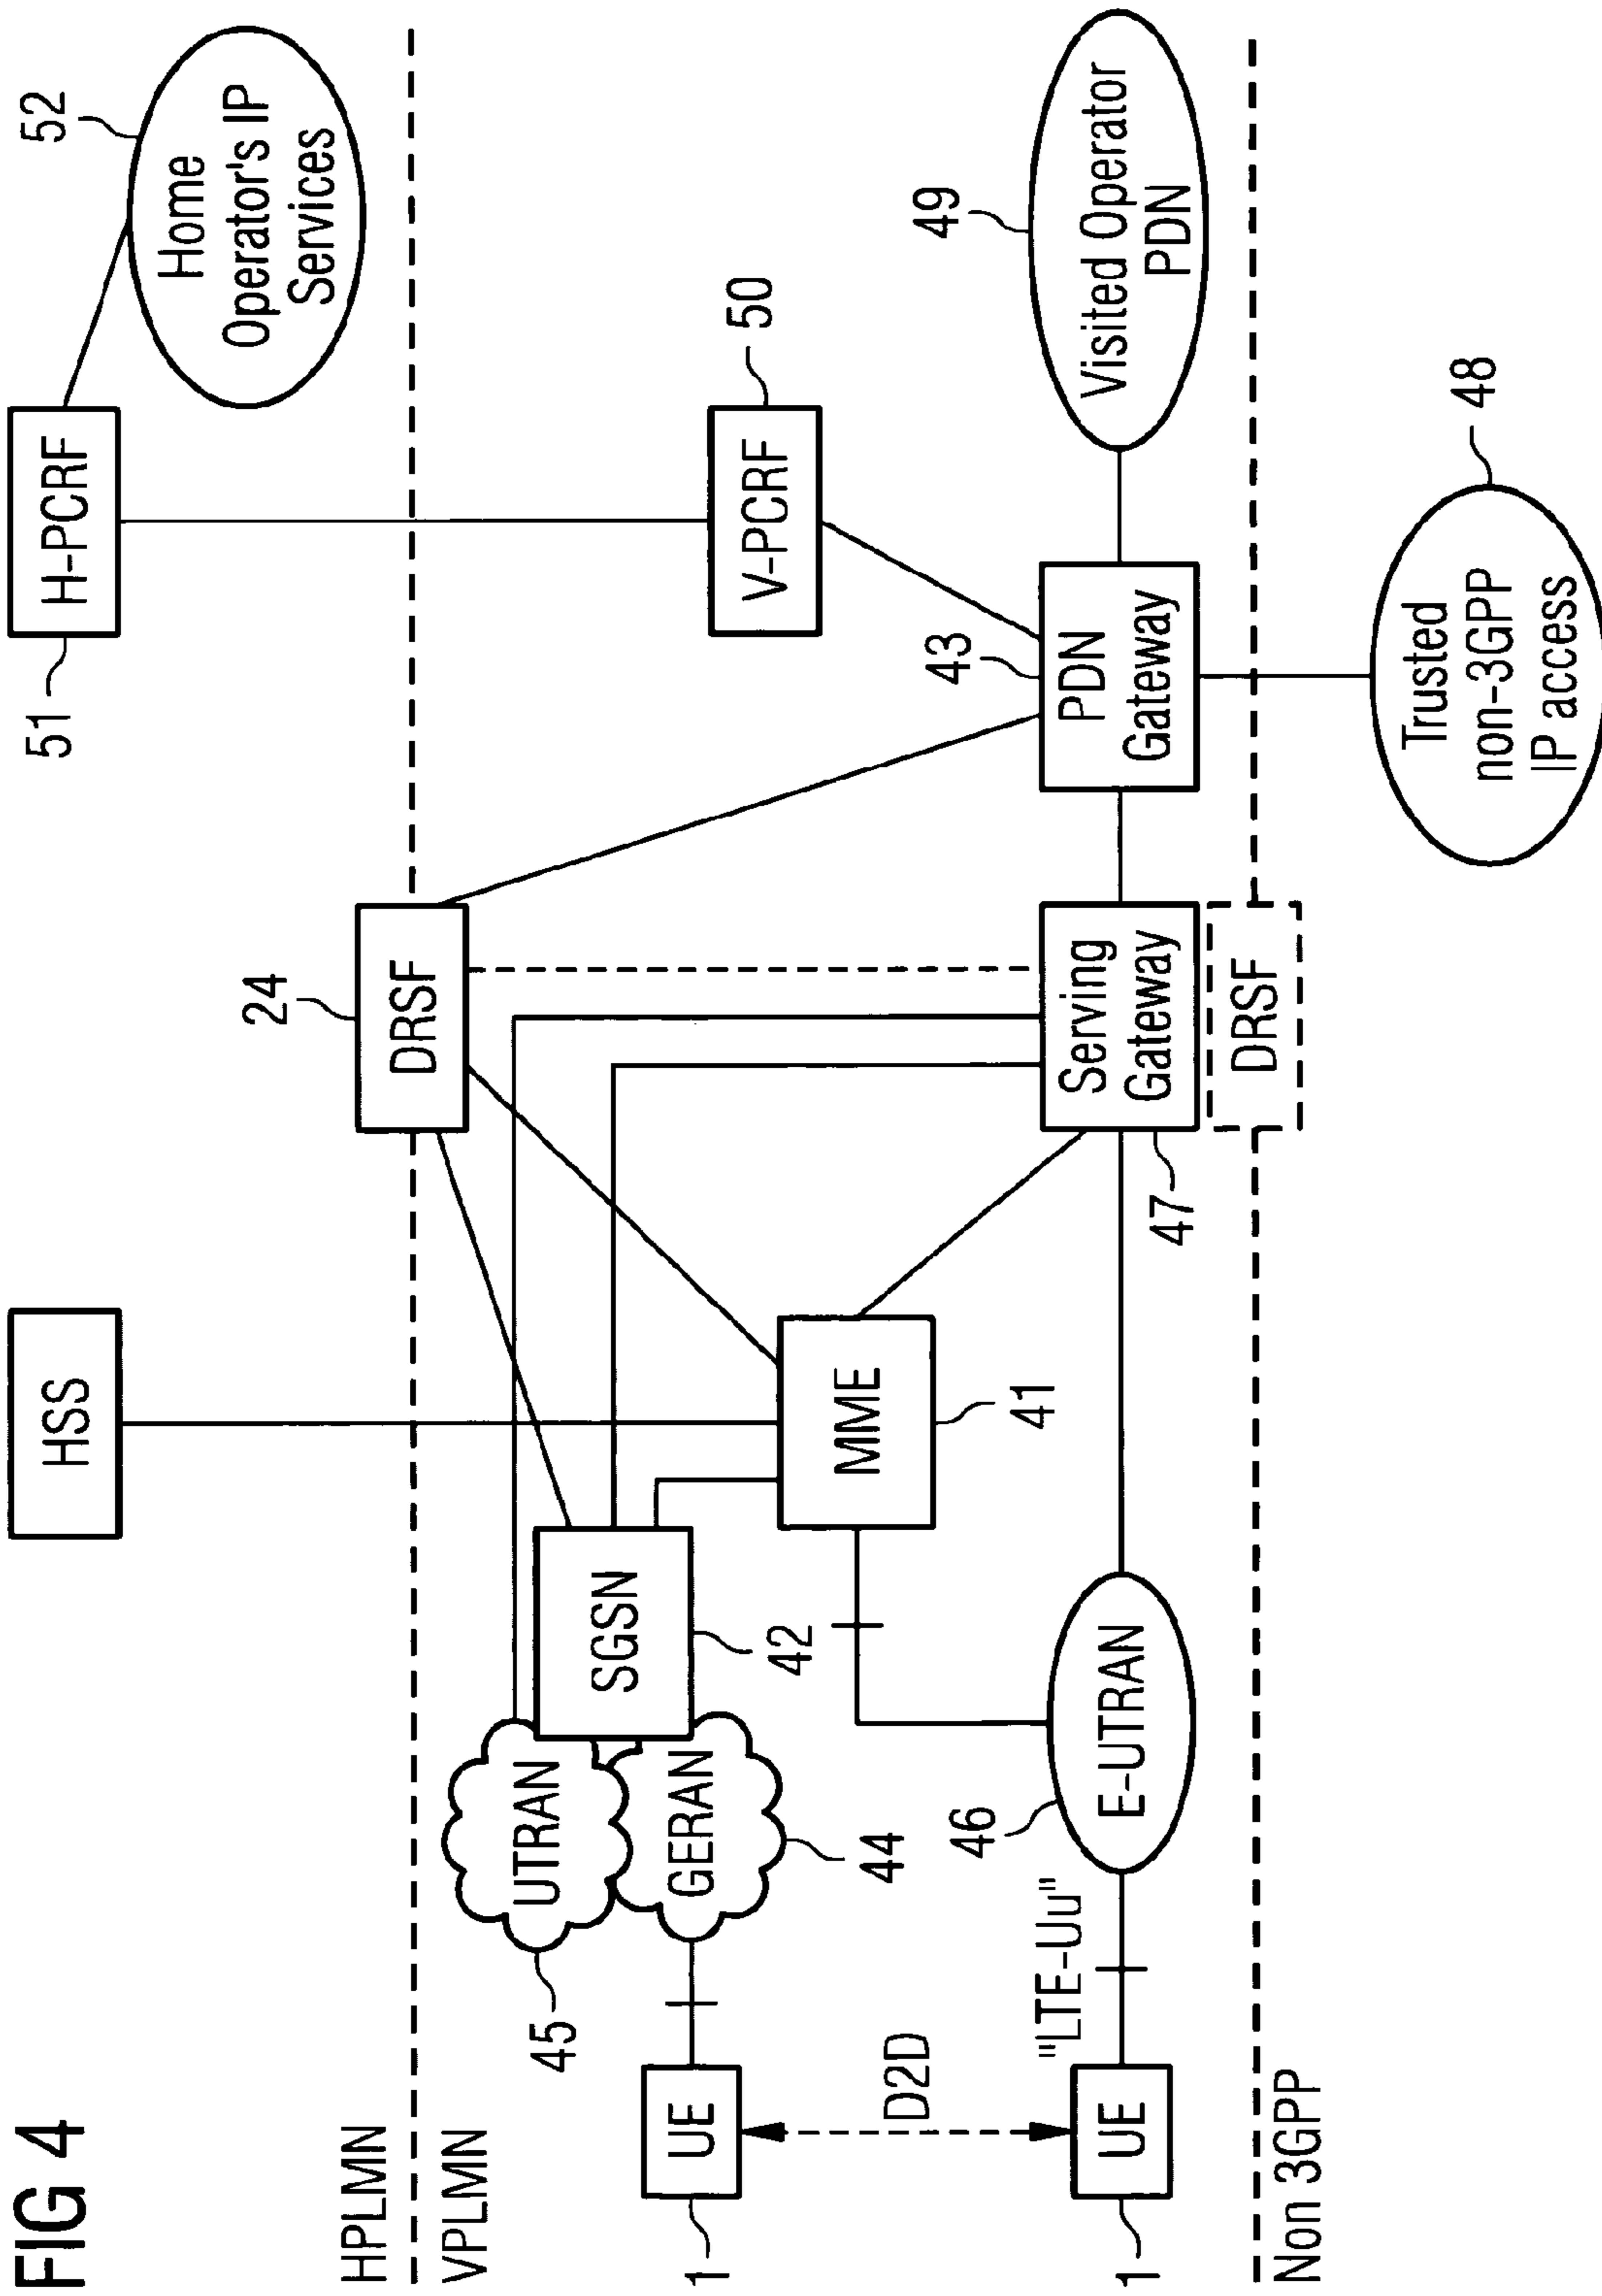 FIG 4
HSS
51
H-PCRF
52
Home
Operator's IP
Services
HPLMN
VPLMN
24
DRSF
45
UTRAN
SGSN
42
GERAN
44
MME
41
V-PCRF
50
1
UE
D2D
1
UE
"LTE-Uu"
46
E-UTRAN
47
Serving
Gateway
DRSF
43
PDN
Gateway
49
Visited Operator
PDN
Non 3GPP
48
Trusted
non-3GPP
IP access